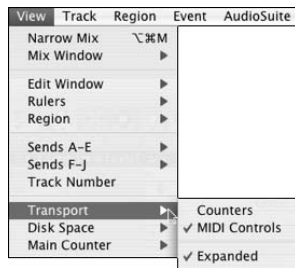 View Track Region Event AudioSuite
Narrow Mix ⌥⌘M
Mix Window
Edit Window
Rulers
Region
Sends A-E
Sends F-J
Track Number
Transport
Disk Space
Main Counter
Counters
✓ MIDI Controls
✓ Expanded